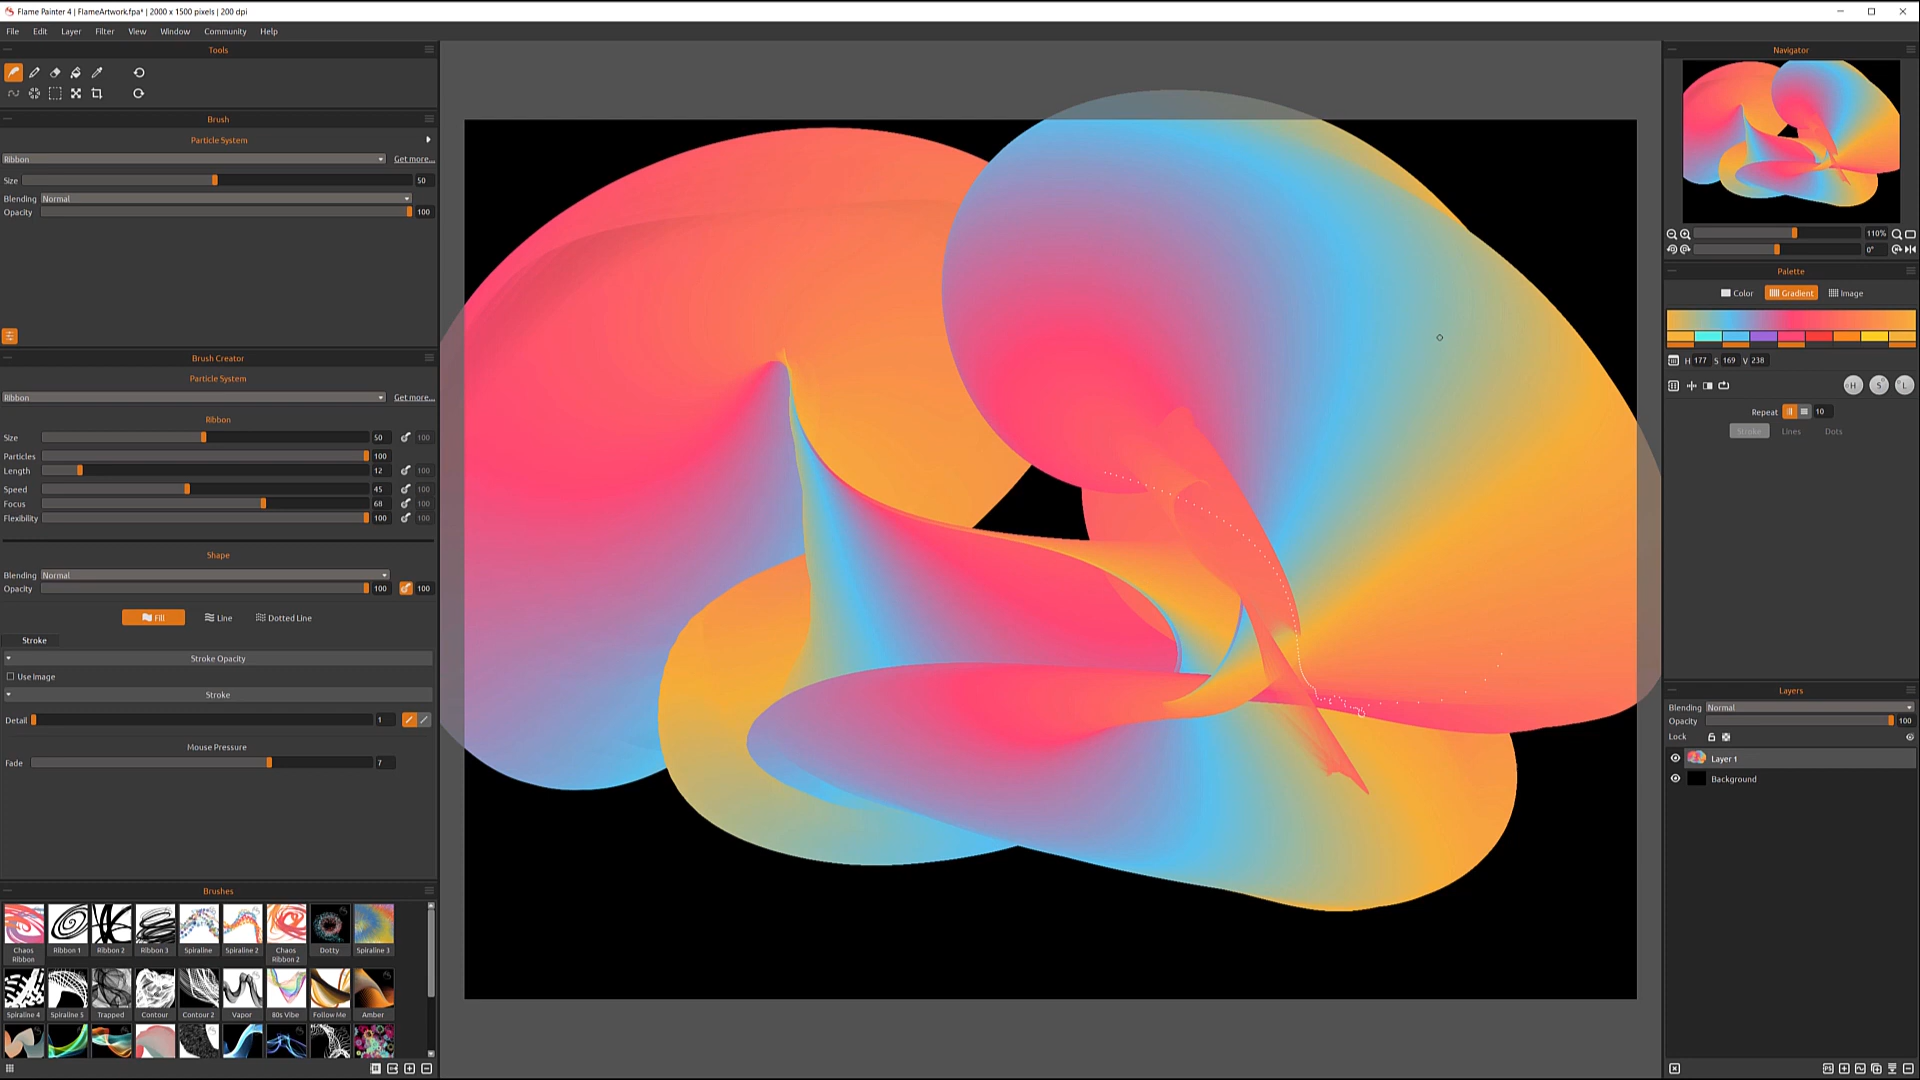 Flame Painter 4 | FlameArtwork.fpa* | 2000 x 1500 pixels | 200 dpi
File Edit Layer Filter View Window Community Help
Tools
Brush
Particle System
Ribbon Get more...
Size 50
Blending Normal
Opacity 100
Brush Creator
Particle System
Ribbon Get more...
Ribbon
Size 50 100
Particles 100
Length 12 100
Speed 45 100
Focus 68 100
Flexibility 100 100
Shape
Blending Normal
Opacity 100 100
Fill Line Dotted Line
Stroke
Stroke Opacity
Use Image
Stroke
Detail 1
Mouse Pressure
Fade 7
Brushes
Chaos Ribbon Ribbon 1 Ribbon 2 Ribbon 3 Spiraline Spiraline 2 Chaos Ribbon 2 Dotty Spiraline 3
Spiraline 4 Spiraline 5 Trapped Contour Contour 2 Vapor 80s Vibe Follow Me Amber
Navigator
110%
0°
Palette
Color Gradient Image
H 177 S 169 V 238
H S L
Repeat 10
Stroke Lines Dots
Layers
Blending Normal
Opacity 100
Lock
Layer 1
Background